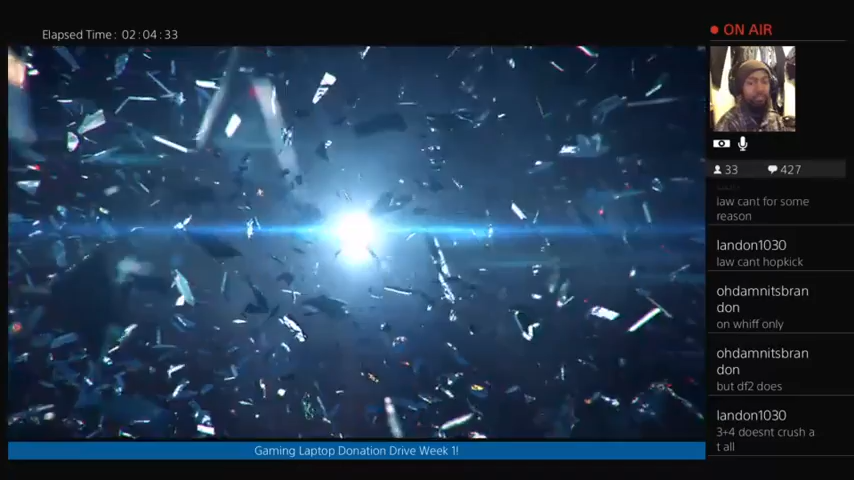 Elapsed Time: 02:04:33
ON AIR
33
427
law cant for some
reason
landon1030
law cant hopkick
ohdamnitsbran
don
on whiff only
ohdamnitsbran
don
but df2 does
landon1030
3+4 doesnt crush a
t all
Gaming Laptop Donation Drive Week 1!